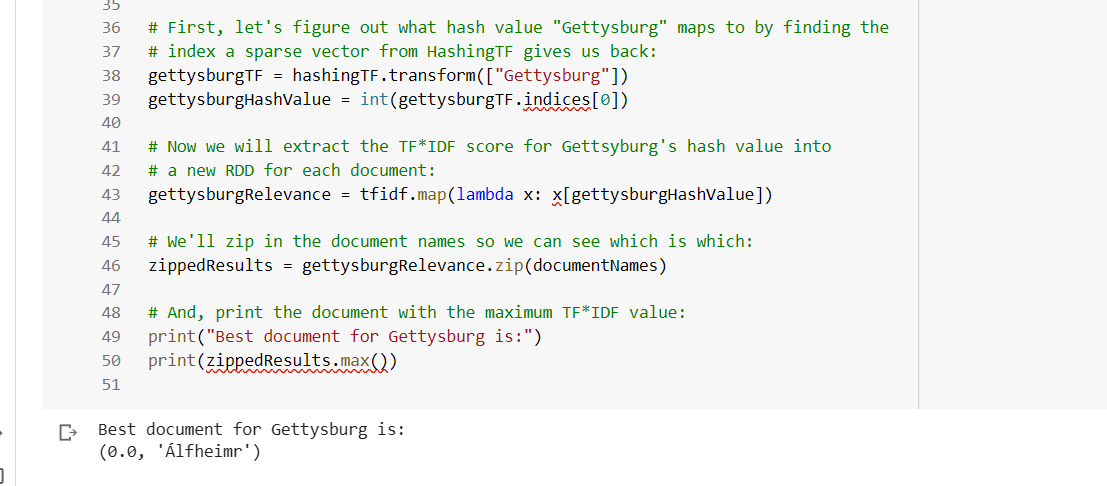 35
36 # First, let's figure out what hash value "Gettysburg" maps to by finding the
37 # index a sparse vector from HashingTF gives us back:
38 gettysburgTF = hashingTF.transform(["Gettysburg"])
39 gettysburgHashValue = int(gettysburgTF.indices[0])
40
41 # Now we will extract the TF*IDF score for Gettsyburg's hash value into
42 # a new RDD for each document:
43 gettysburgRelevance = tfidf.map(lambda x: x[gettysburgHashValue])
44
45 # We'll zip in the document names so we can see which is which:
46 zippedResults = gettysburgRelevance.zip(documentNames)
47
48 # And, print the document with the maximum TF*IDF value:
49 print("Best document for Gettysburg is:")
50 print(zippedResults.max())
51
Best document for Gettysburg is:
(0.0, 'Álfheimr')